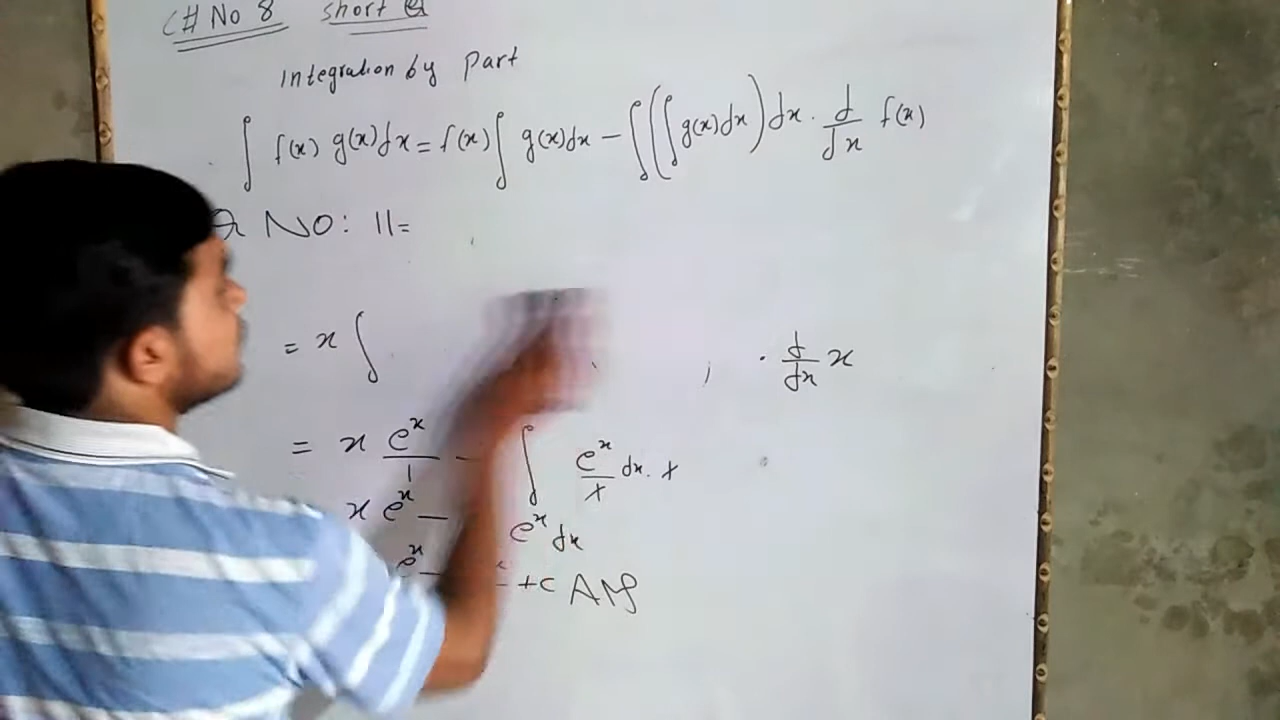 C# No 8 short Q
Integration by Part
∫ f(x) g(x)dx = f(x) ∫ g(x)dx - ∫(∫g(x)dx)dx . d/dx f(x)
Q No: 11=
= x ∫ . d/dx x
= x e^x/1 - ∫ e^x/1 dx . 1
x e^x - e^x dx
e^x - +c Ans